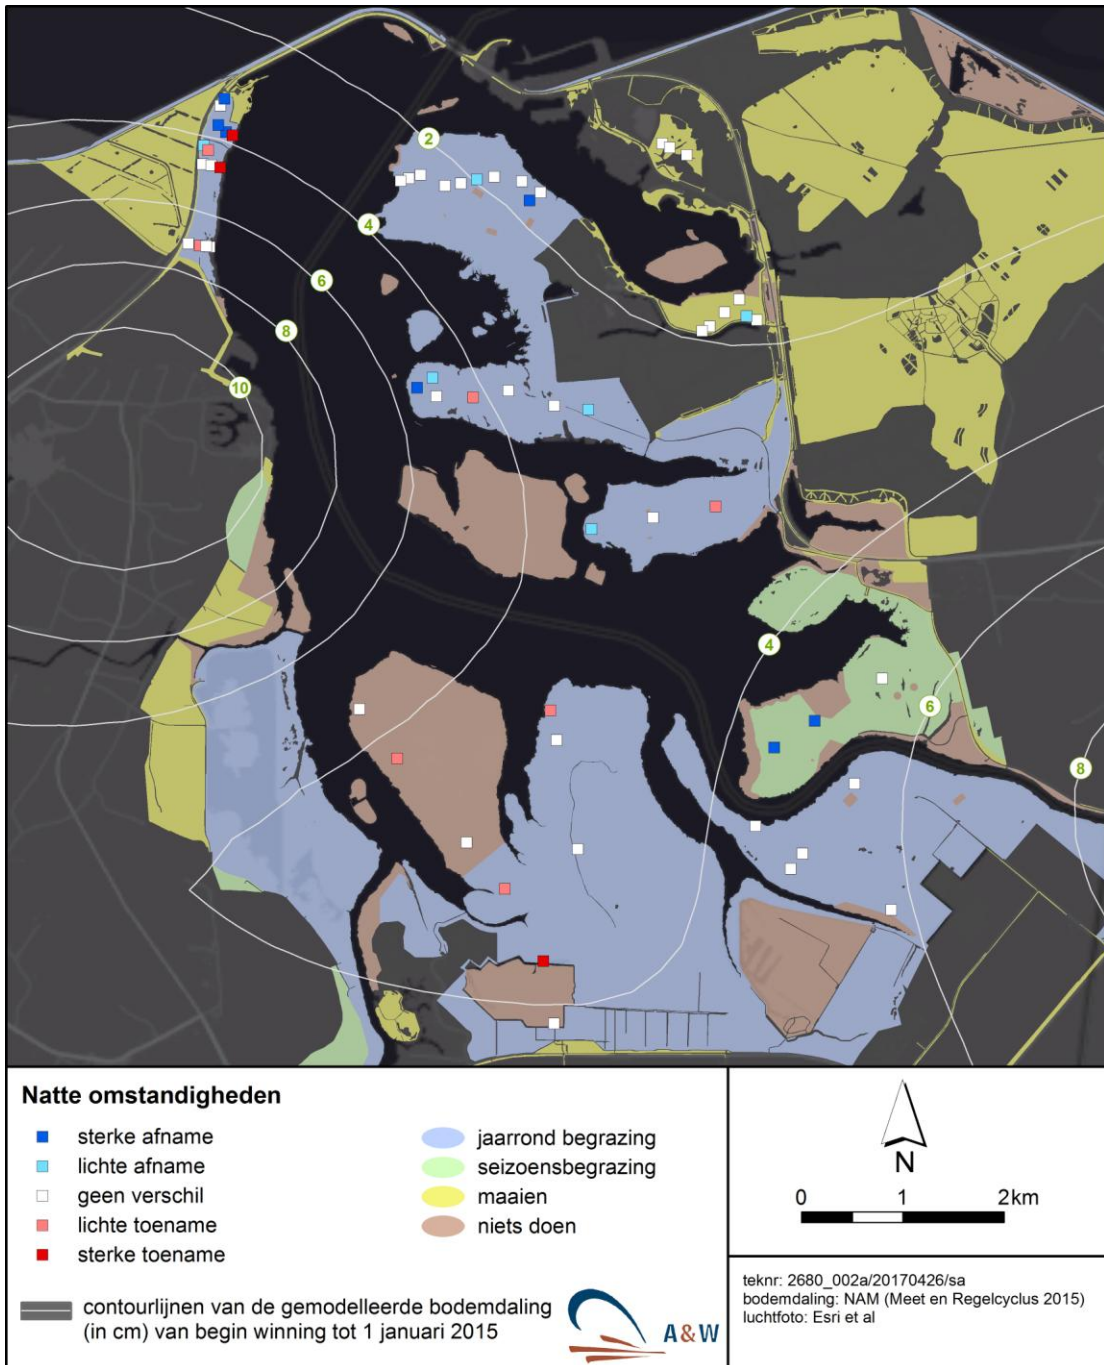 2
4
6
8
10
4
6
8
Natte omstandigheden
sterke afname
lichte afname
geen verschil
lichte toename
sterke toename
jaarrond begrazing
seizoensbegrazing
maaien
niets doen
contourlijnen van de gemodelleerde bodemdaling
(in cm) van begin winning tot 1 januari 2015
A&W
N
0 1 2km
teknr: 2680_002a/20170426/sa
bodemdaling: NAM (Meet en Regelcyclus 2015)
luchtfoto: Esri et al